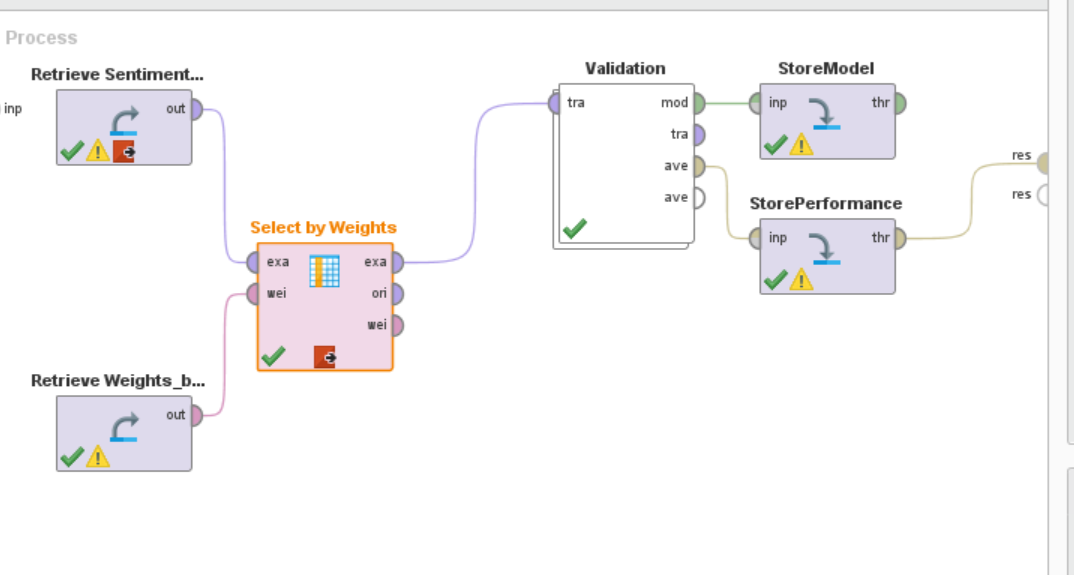 Process
Retrieve Sentiment...
inp
out
Select by Weights
exa
wei
exa
ori
wei
Retrieve Weights_b...
out
Validation
tra
mod
tra
ave
ave
StoreModel
inp
thr
StorePerformance
inp
thr
res
res